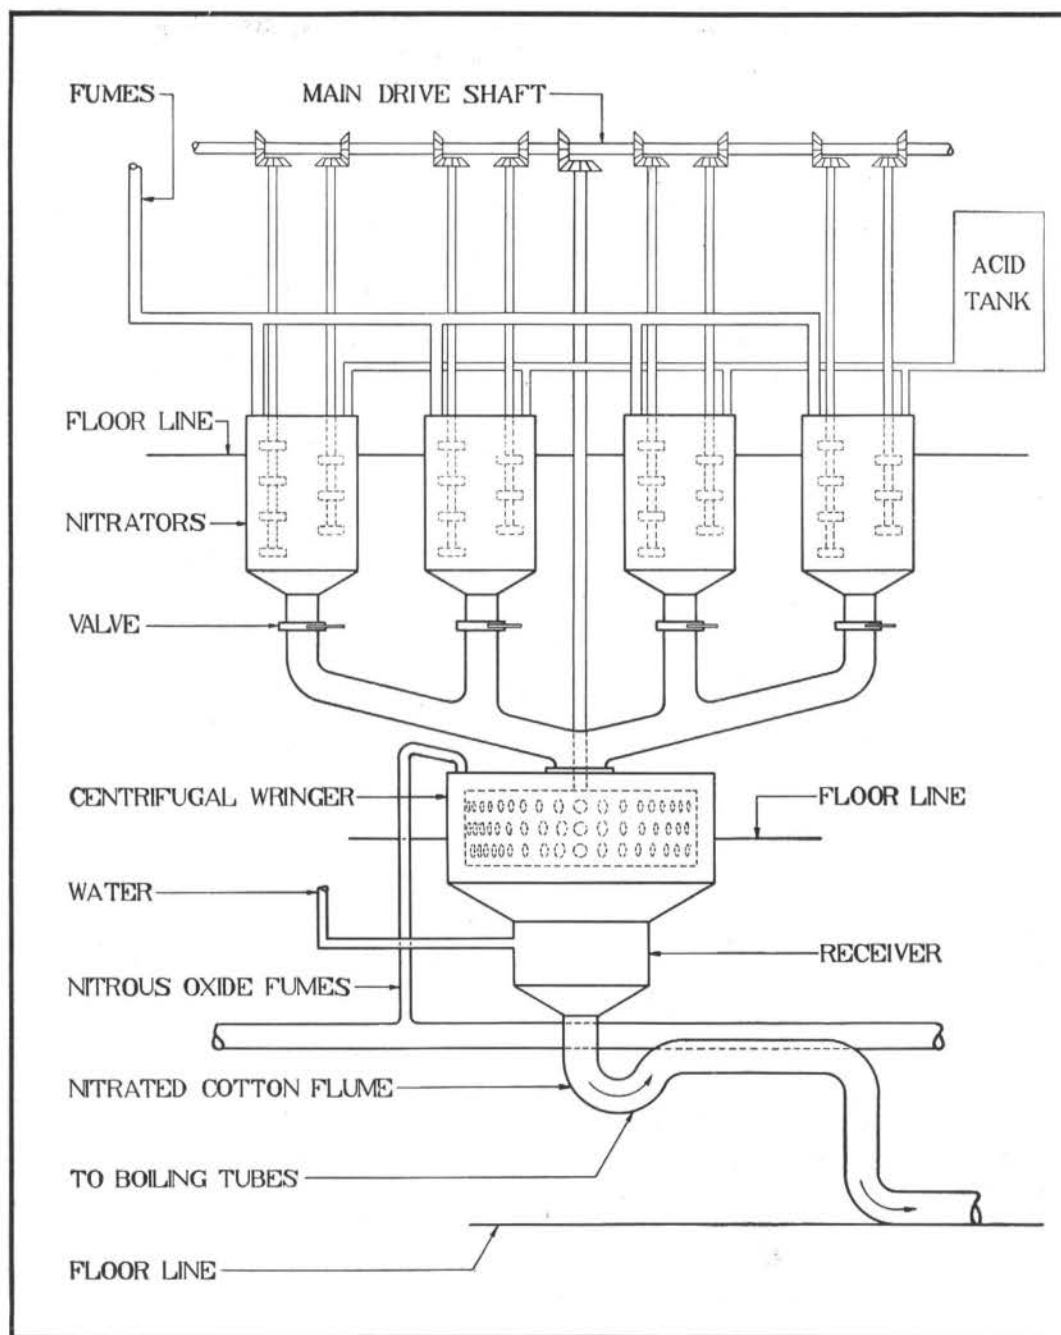 FUMES
MAIN DRIVE SHAFT
ACID
TANK
FLOOR LINE
NITRATORS
VALVE
CENTRIFUGAL WRINGER
FLOOR LINE
WATER
RECEIVER
NITROUS OXIDE FUMES
NITRATED COTTON FLUME
TO BOILING TUBES
FLOOR LINE